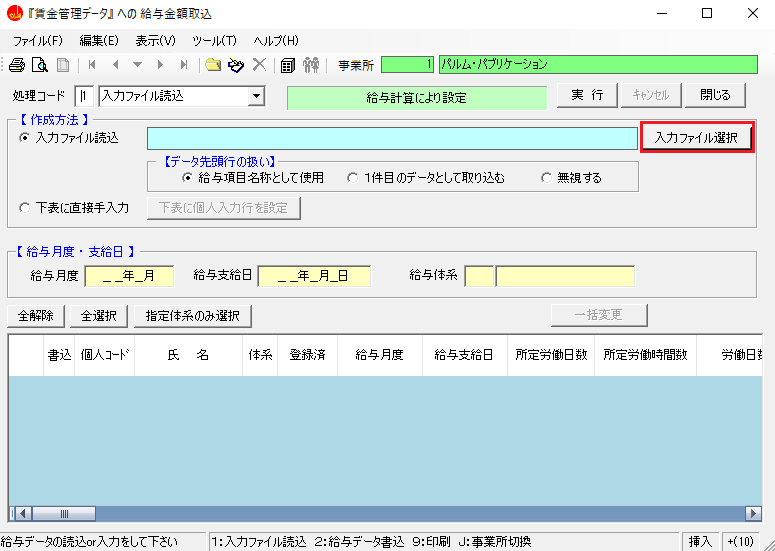 『賃金管理データ』への 給与金額取込
ファイル(F) 編集(E) 表示(V) ツール(T) ヘルプ(H)
事業所 1 パルム・パブリケーション
処理コード 1 入力ファイル読込 給与計算により設定 実 行 キャンセル 閉じる
【 作成方法 】
入力ファイル読込 入力ファイル選択
【データ先頭行の扱い】
給与項目名称として使用 1件目のデータとして取り込む 無視する
下表に直接手入力 下表に個人入力行を設定
【 給与月度・支給日 】
給与月度 _ _年_月 給与支給日 _ _年_月_日 給与体系
全解除 全選択 指定体系のみ選択 一括変更
書込 個人コード 氏 名 体系 登録済 給与月度 給与支給日 所定労働日数 所定労働時間数 労働日数
給与データの読込or入力をして下さい 1:入力ファイル読込 2:給与データ書込 9:印刷 J:事業所切換 挿入 +(10)